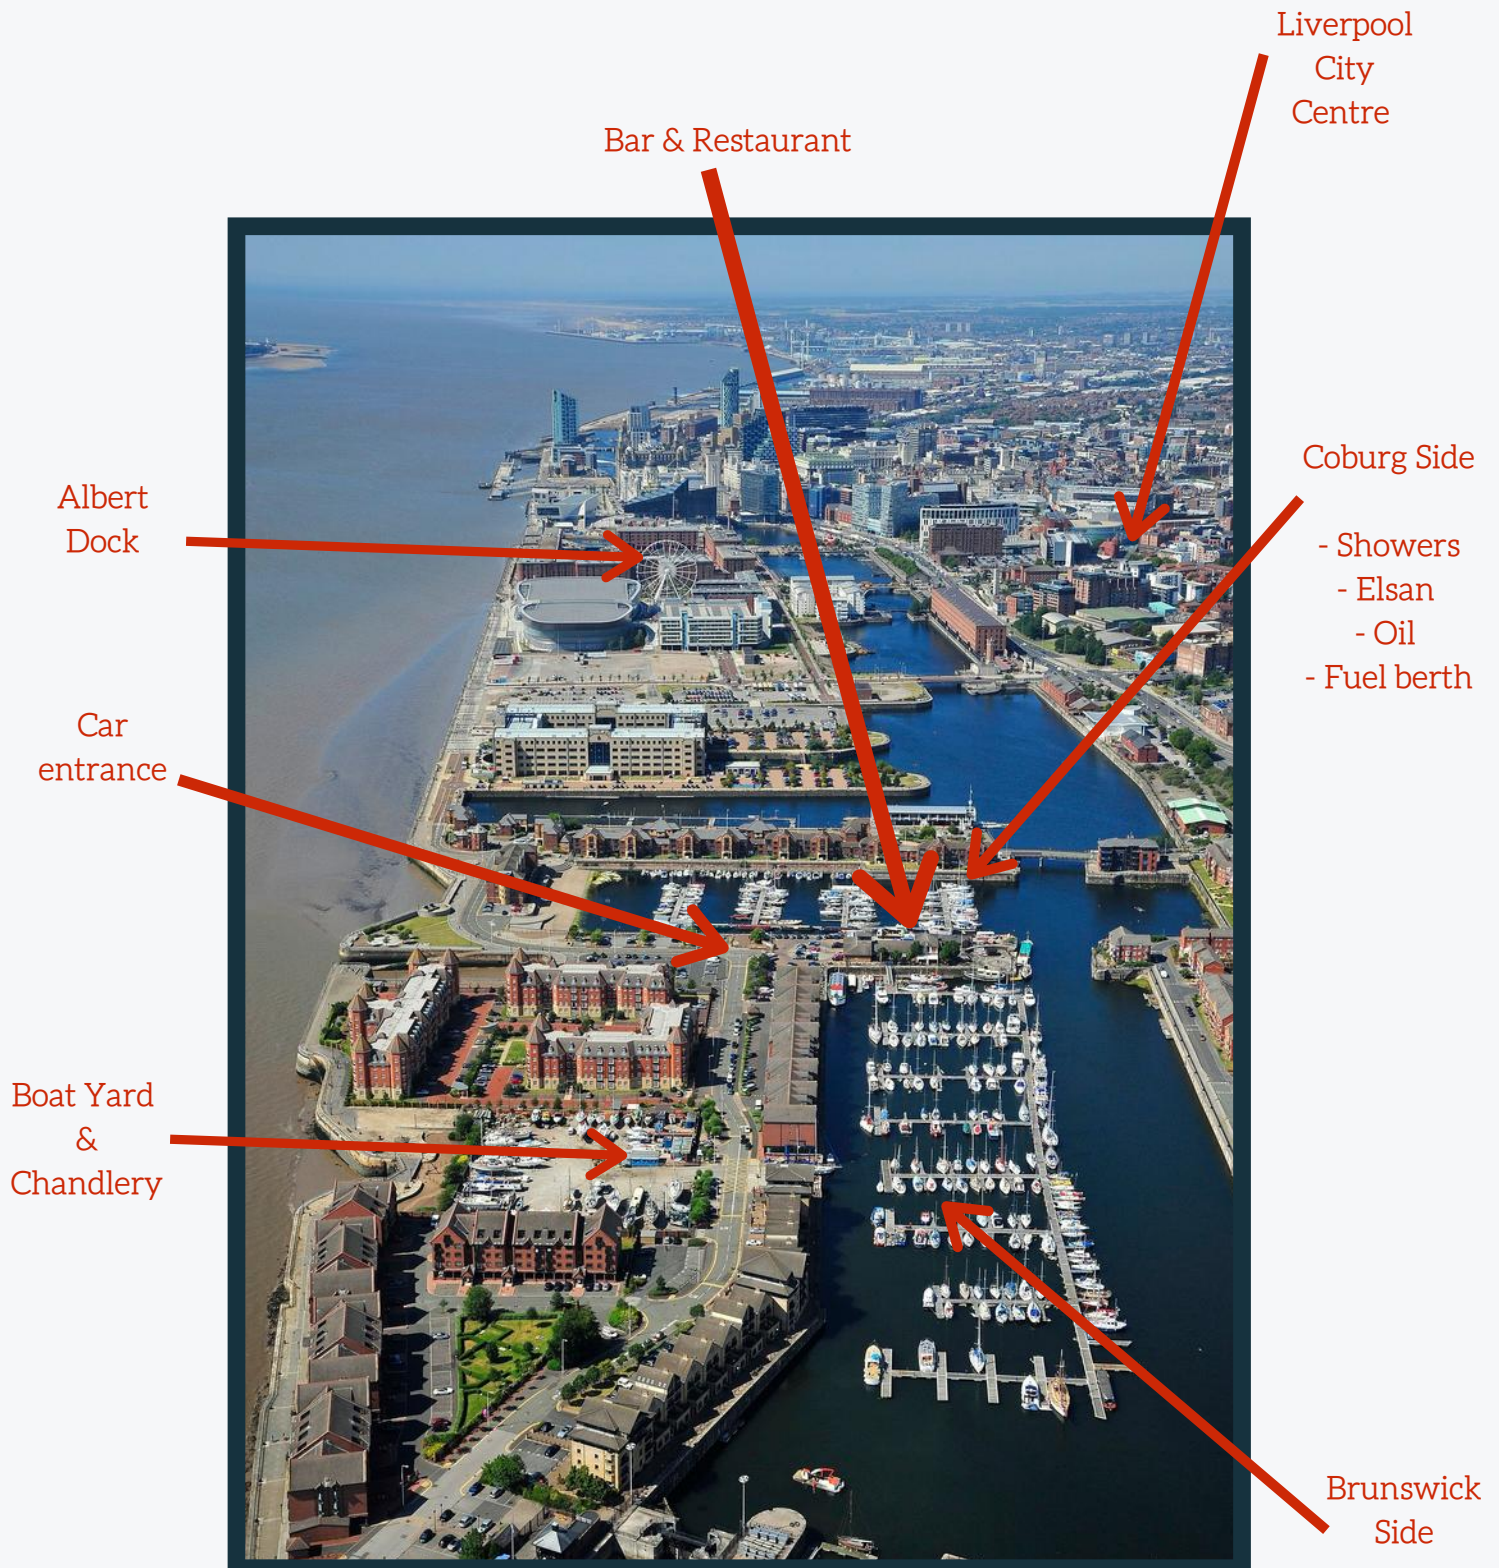 Liverpool
City
Centre
Bar & Restaurant
Coburg Side
- Showers
- Elsan
- Oil
- Fuel berth
Albert
Dock
Car
entrance
Boat Yard
&
Chandlery
Brunswick
Side